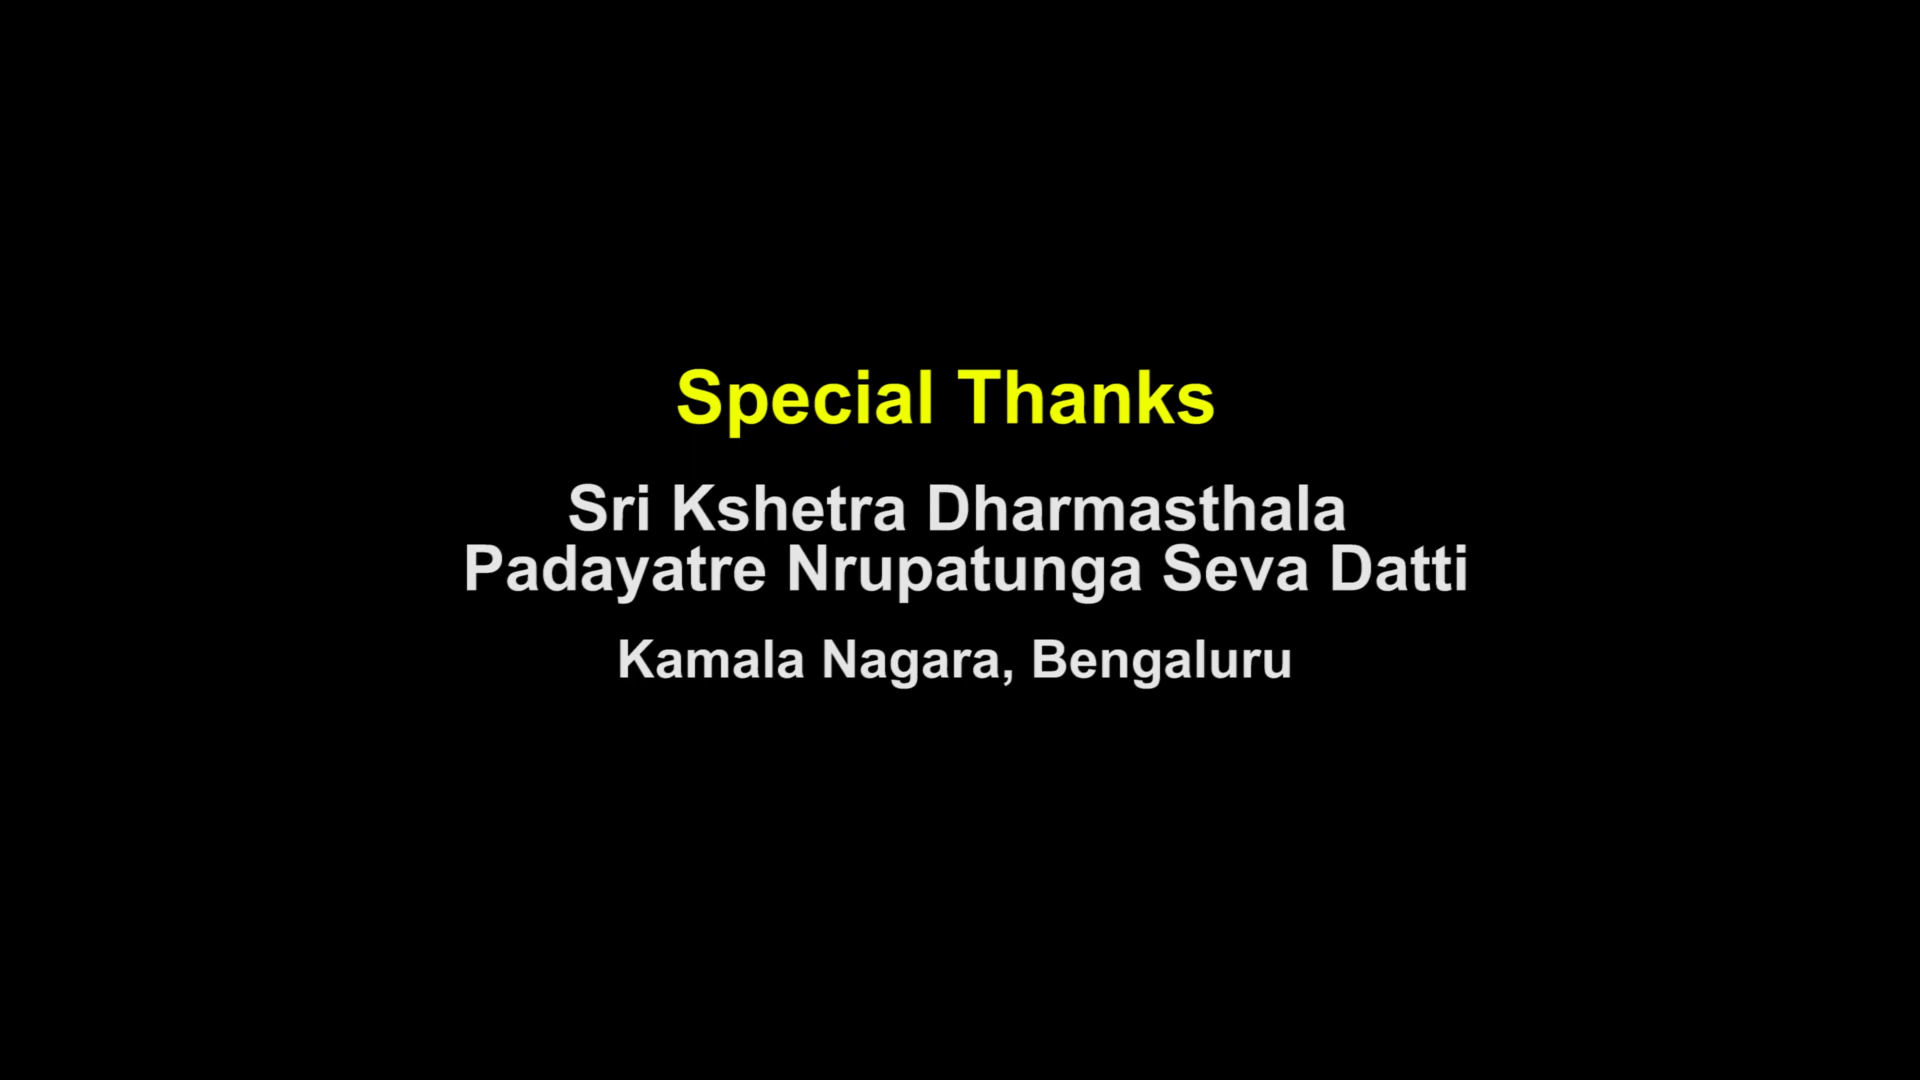 Special Thanks
Sri Kshetra Dharmasthala
Padayatre Nrupatunga Seva Datti
Kamala Nagara, Bengaluru